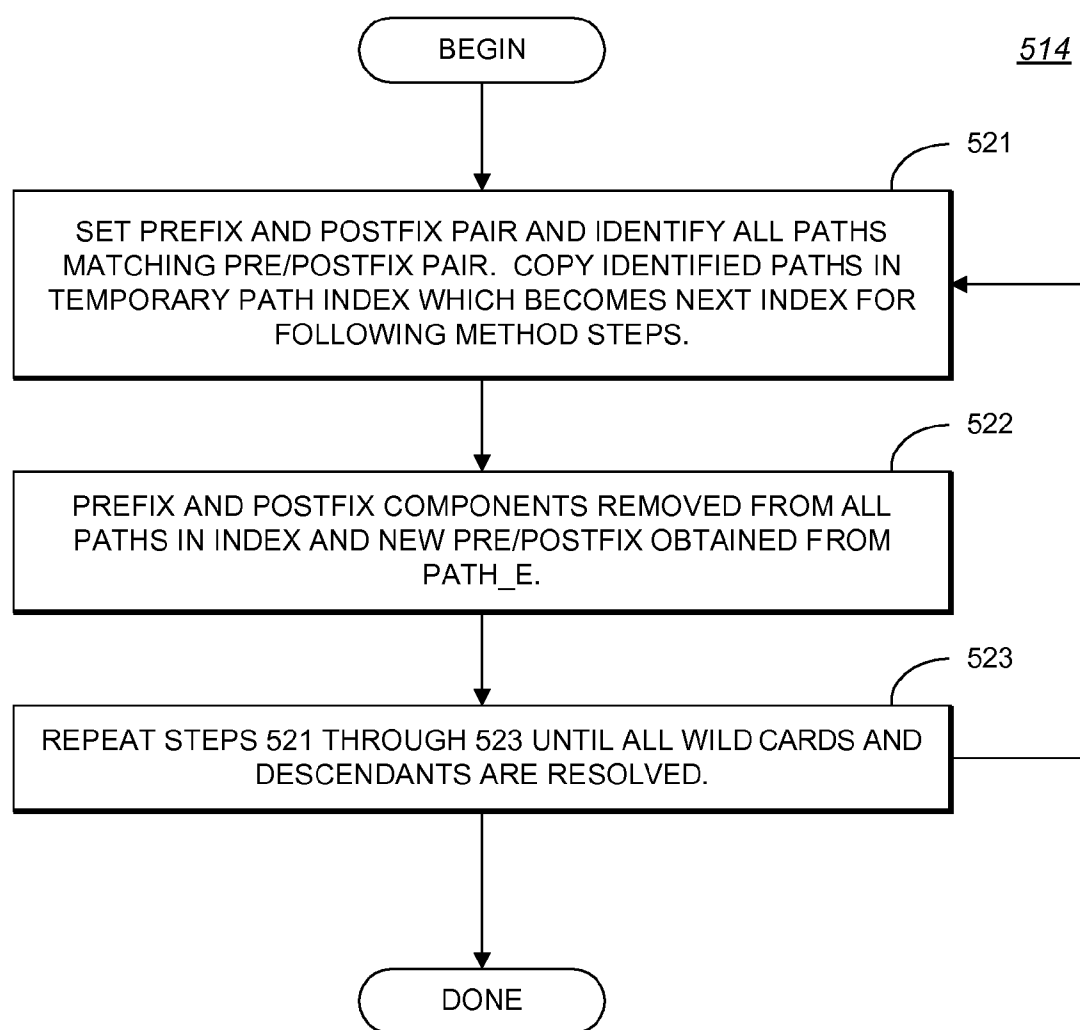 BEGIN
514
521
SET PREFIX AND POSTFIX PAIR AND IDENTIFY ALL PATHS
MATCHING PRE/POSTFIX PAIR. COPY IDENTIFIED PATHS IN
TEMPORARY PATH INDEX WHICH BECOMES NEXT INDEX FOR
FOLLOWING METHOD STEPS.
522
PREFIX AND POSTFIX COMPONENTS REMOVED FROM ALL
PATHS IN INDEX AND NEW PRE/POSTFIX OBTAINED FROM
PATH_E.
523
REPEAT STEPS 521 THROUGH 523 UNTIL ALL WILD CARDS AND
DESCENDANTS ARE RESOLVED.
DONE